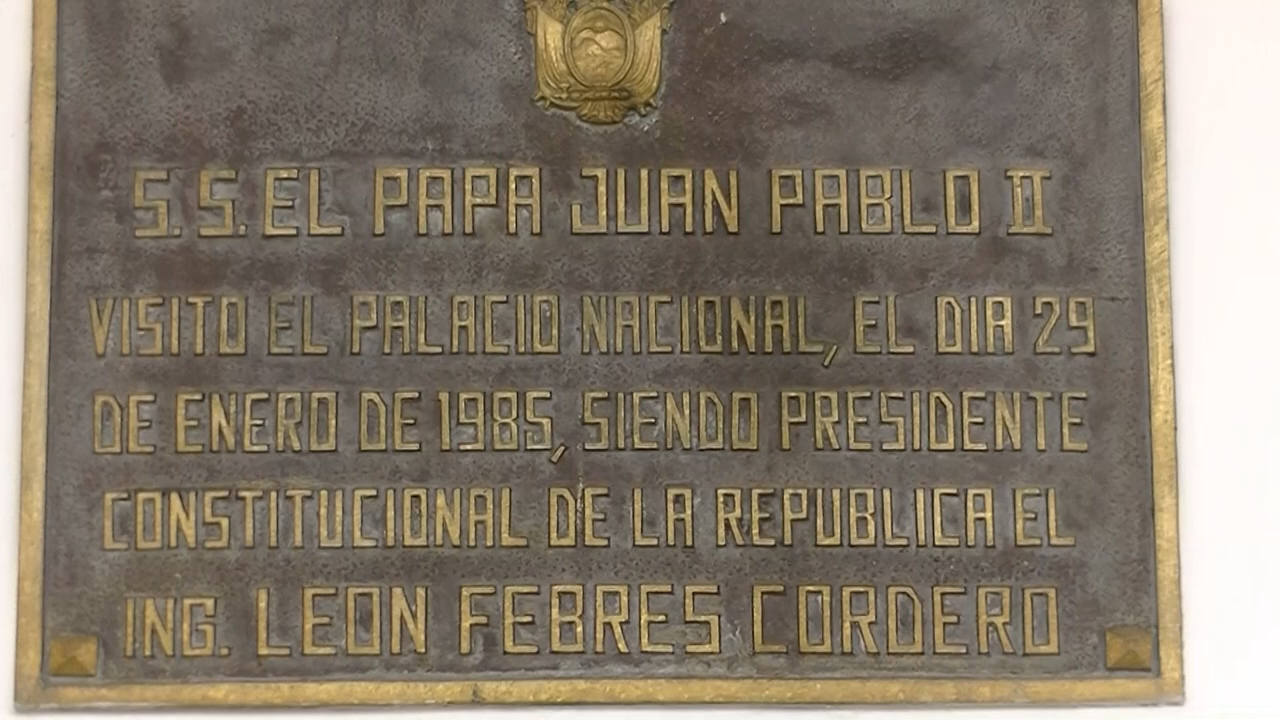 S.S. EL PAPA JUAN PABLO II
VISITO EL PALACIO NACIONAL, EL DIA 29
DE ENERO DE 1985, SIENDO PRESIDENTE
CONSTITUCIONAL DE LA REPUBLICA EL
ING. LEON FEBRES CORDERO